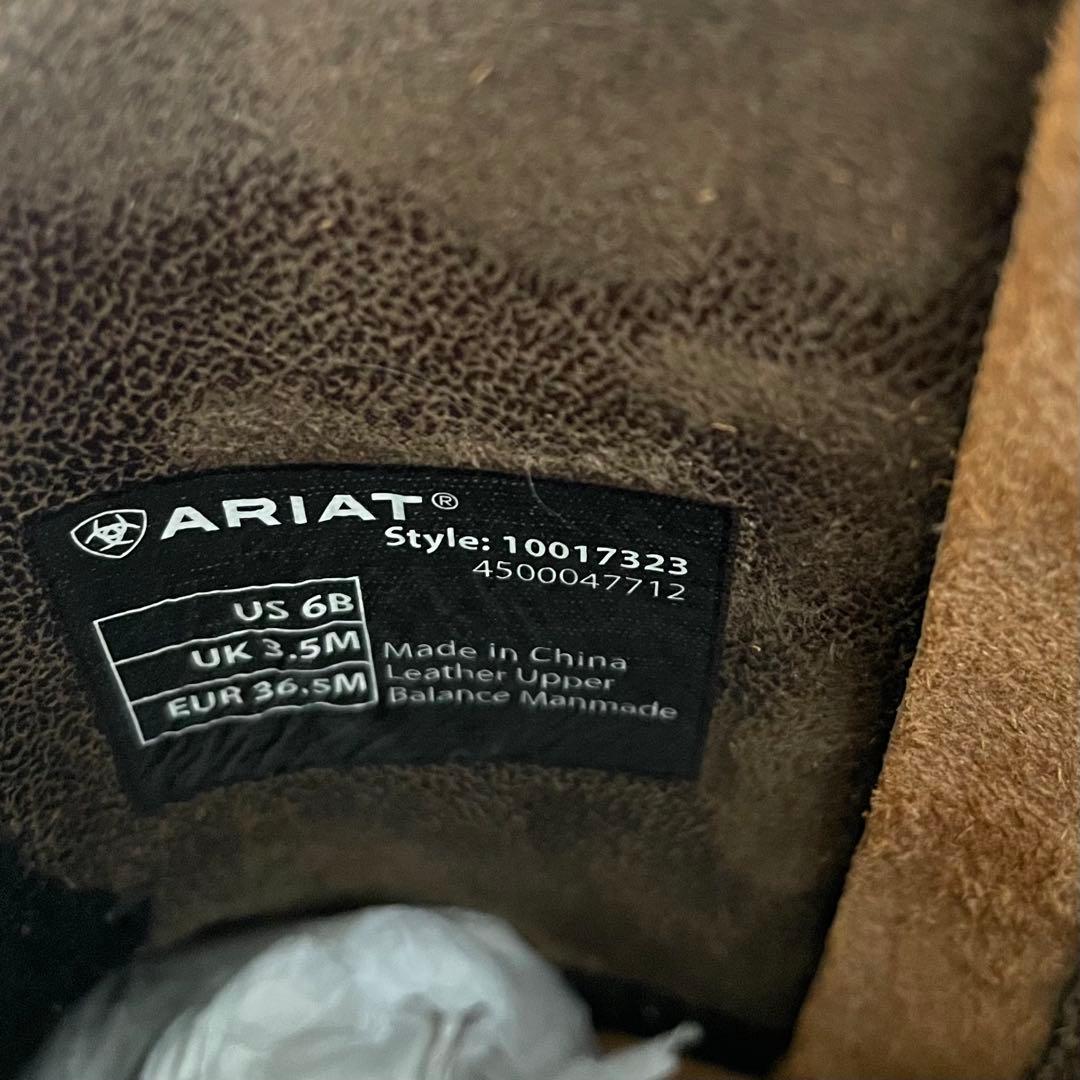 ARIAT®
Style: 10017323
4500047712
US 6B
UK 3.5M
EUR 36.5M
Made in China
Leather Upper
Balance Manmade